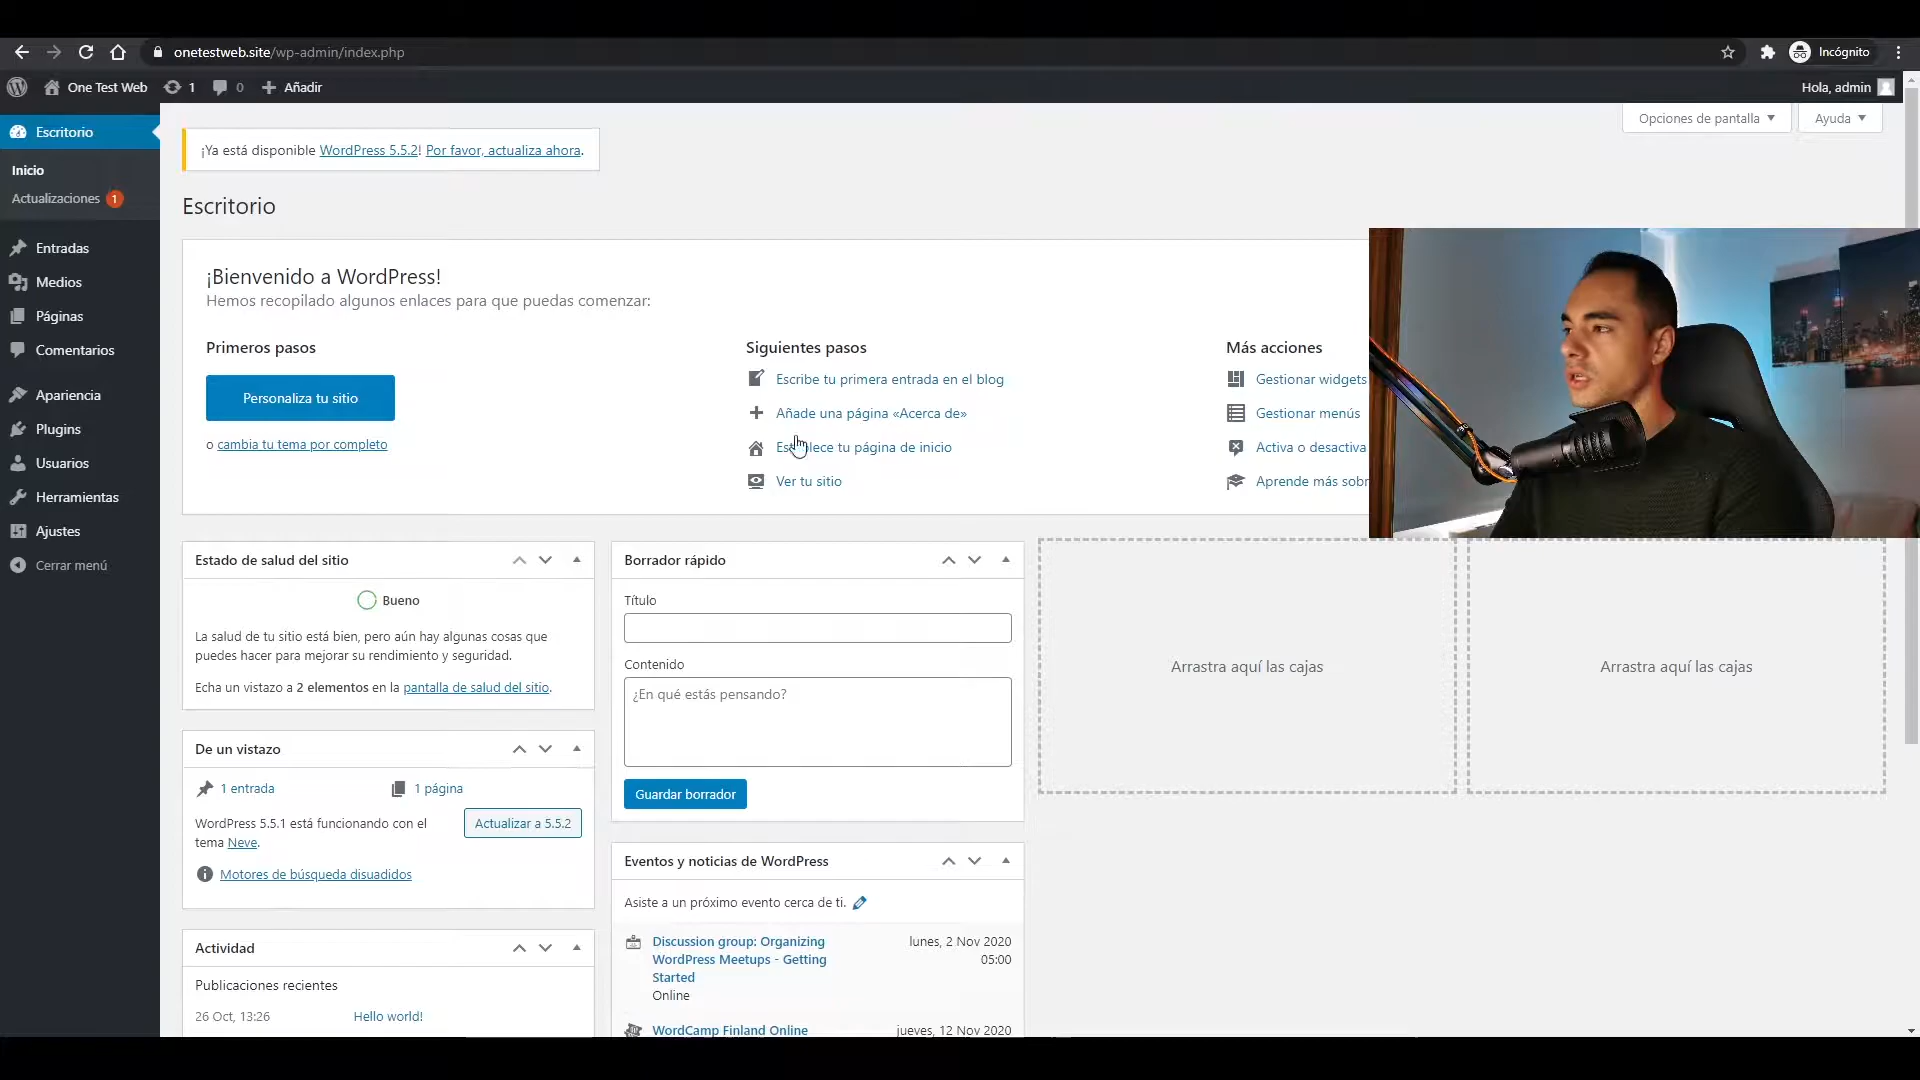 onetestweb.site/wp-admin/index.php
Incógnito
One Test Web
1
0
Añadir
Hola, admin
Escritorio
Inicio
Actualizaciones 1
Entradas
Medios
Páginas
Comentarios
Apariencia
Plugins
Usuarios
Herramientas
Ajustes
Cerrar menú
Opciones de pantalla
Ayuda
¡Ya está disponible WordPress 5.5.2! Por favor, actualiza ahora.
Escritorio
¡Bienvenido a WordPress!
Hemos recopilado algunos enlaces para que puedas comenzar:
Primeros pasos
Personaliza tu sitio
o cambia tu tema por completo
Siguientes pasos
Escribe tu primera entrada en el blog
Añade una página «Acerca de»
tu página de inicio
Ver tu sitio
Más acciones
Gestionar widgets
Gestionar menús
Activa o desactiva
Aprende más
Estado de salud del sitio
Bueno
La salud de tu sitio está bien, pero aún hay algunas cosas que
puedes hacer para mejorar su rendimiento y seguridad.
Echa un vistazo a 2 elementos en la pantalla de salud del sitio.
De un vistazo
1 entrada
1 página
WordPress 5.5.1 está funcionando con el
tema Neve.
Actualizar a 5.5.2
Motores de búsqueda disuadidos
Actividad
Publicaciones recientes
26 Oct, 13:26
Hello world!
Borrador rápido
Título
Contenido
¿En qué estás pensando?
Guardar borrador
Eventos y noticias de WordPress
Asiste a un próximo evento cerca de ti.
Discussion group: Organizing
WordPress Meetups - Getting
Started
Online
lunes, 2 Nov 2020
05:00
WordCamp Finland Online
jueves, 12 Nov 2020
Arrastra aquí las cajas
Arrastra aquí las cajas